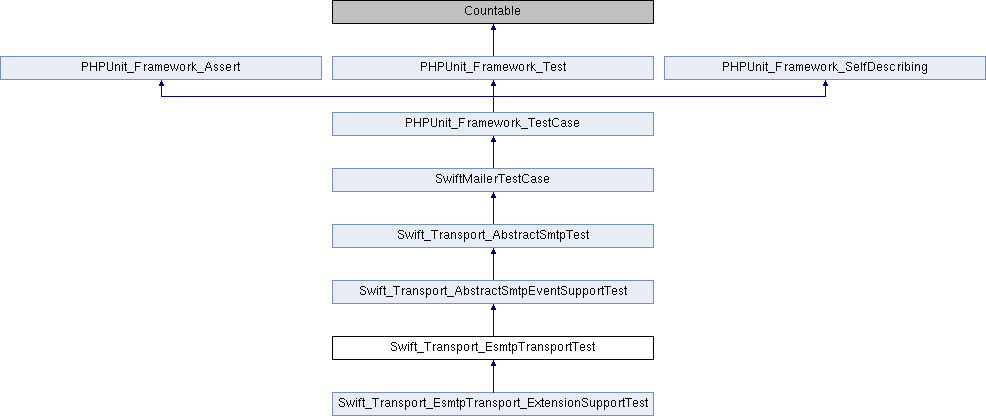 Countable
PHPUnit_Framework_Assert
PHPUnit_Framework_Test
PHPUnit_Framework_SelfDescribing
PHPUnit_Framework_TestCase
SwiftMailerTestCase
Swift_Transport_AbstractSmtpTest
Swift_Transport_AbstractSmtpEventSupportTest
Swift_Transport_EsmtpTransportTest
Swift_Transport_EsmtpTransport_ExtensionSupportTest